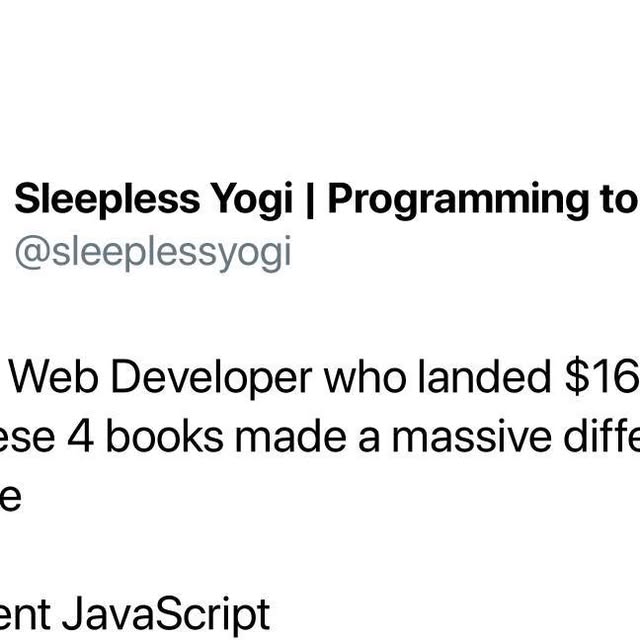 Sleepless Yogi | Programming to
@sleeplessyogi
Web Developer who landed $16
ese 4 books made a massive diffe
e
ent JavaScript